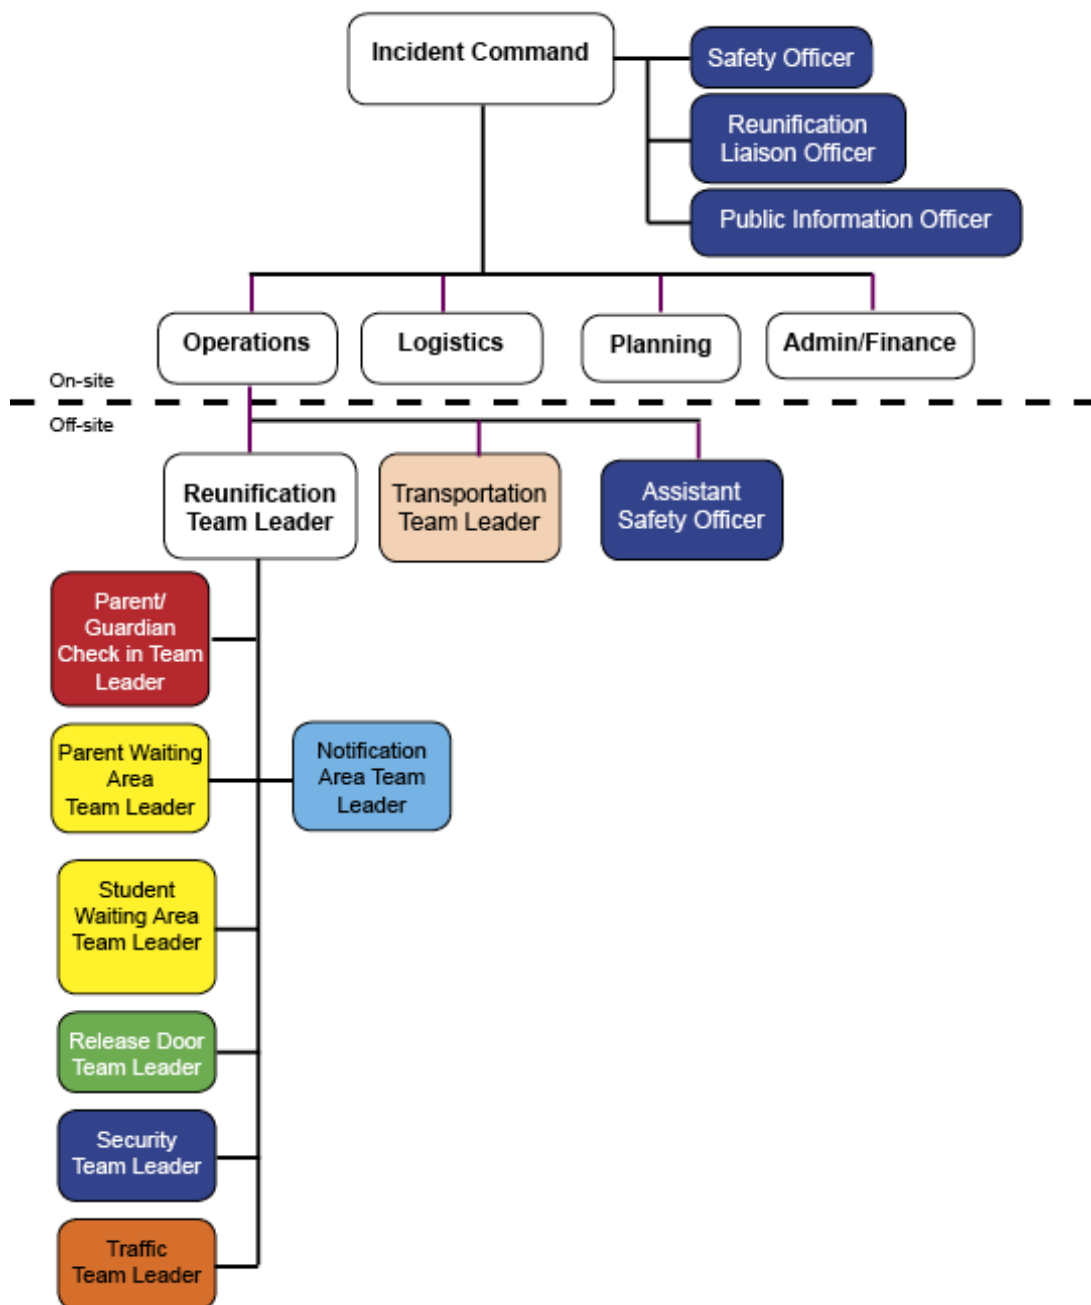 Incident Command
Safety Officer
Reunification
Liaison Officer
Public Information Officer
Operations
Logistics
Planning
Admin/Finance
On-site
Off-site
Reunification
Team Leader
Transportation
Team Leader
Assistant
Safety Officer
Parent/
Guardian
Check in Team
Leader
Parent Waiting
Area
Team Leader
Notification
Area Team
Leader
Student
Waiting Area
Team Leader
Release Door
Team Leader
Security
Team Leader
Traffic
Team Leader